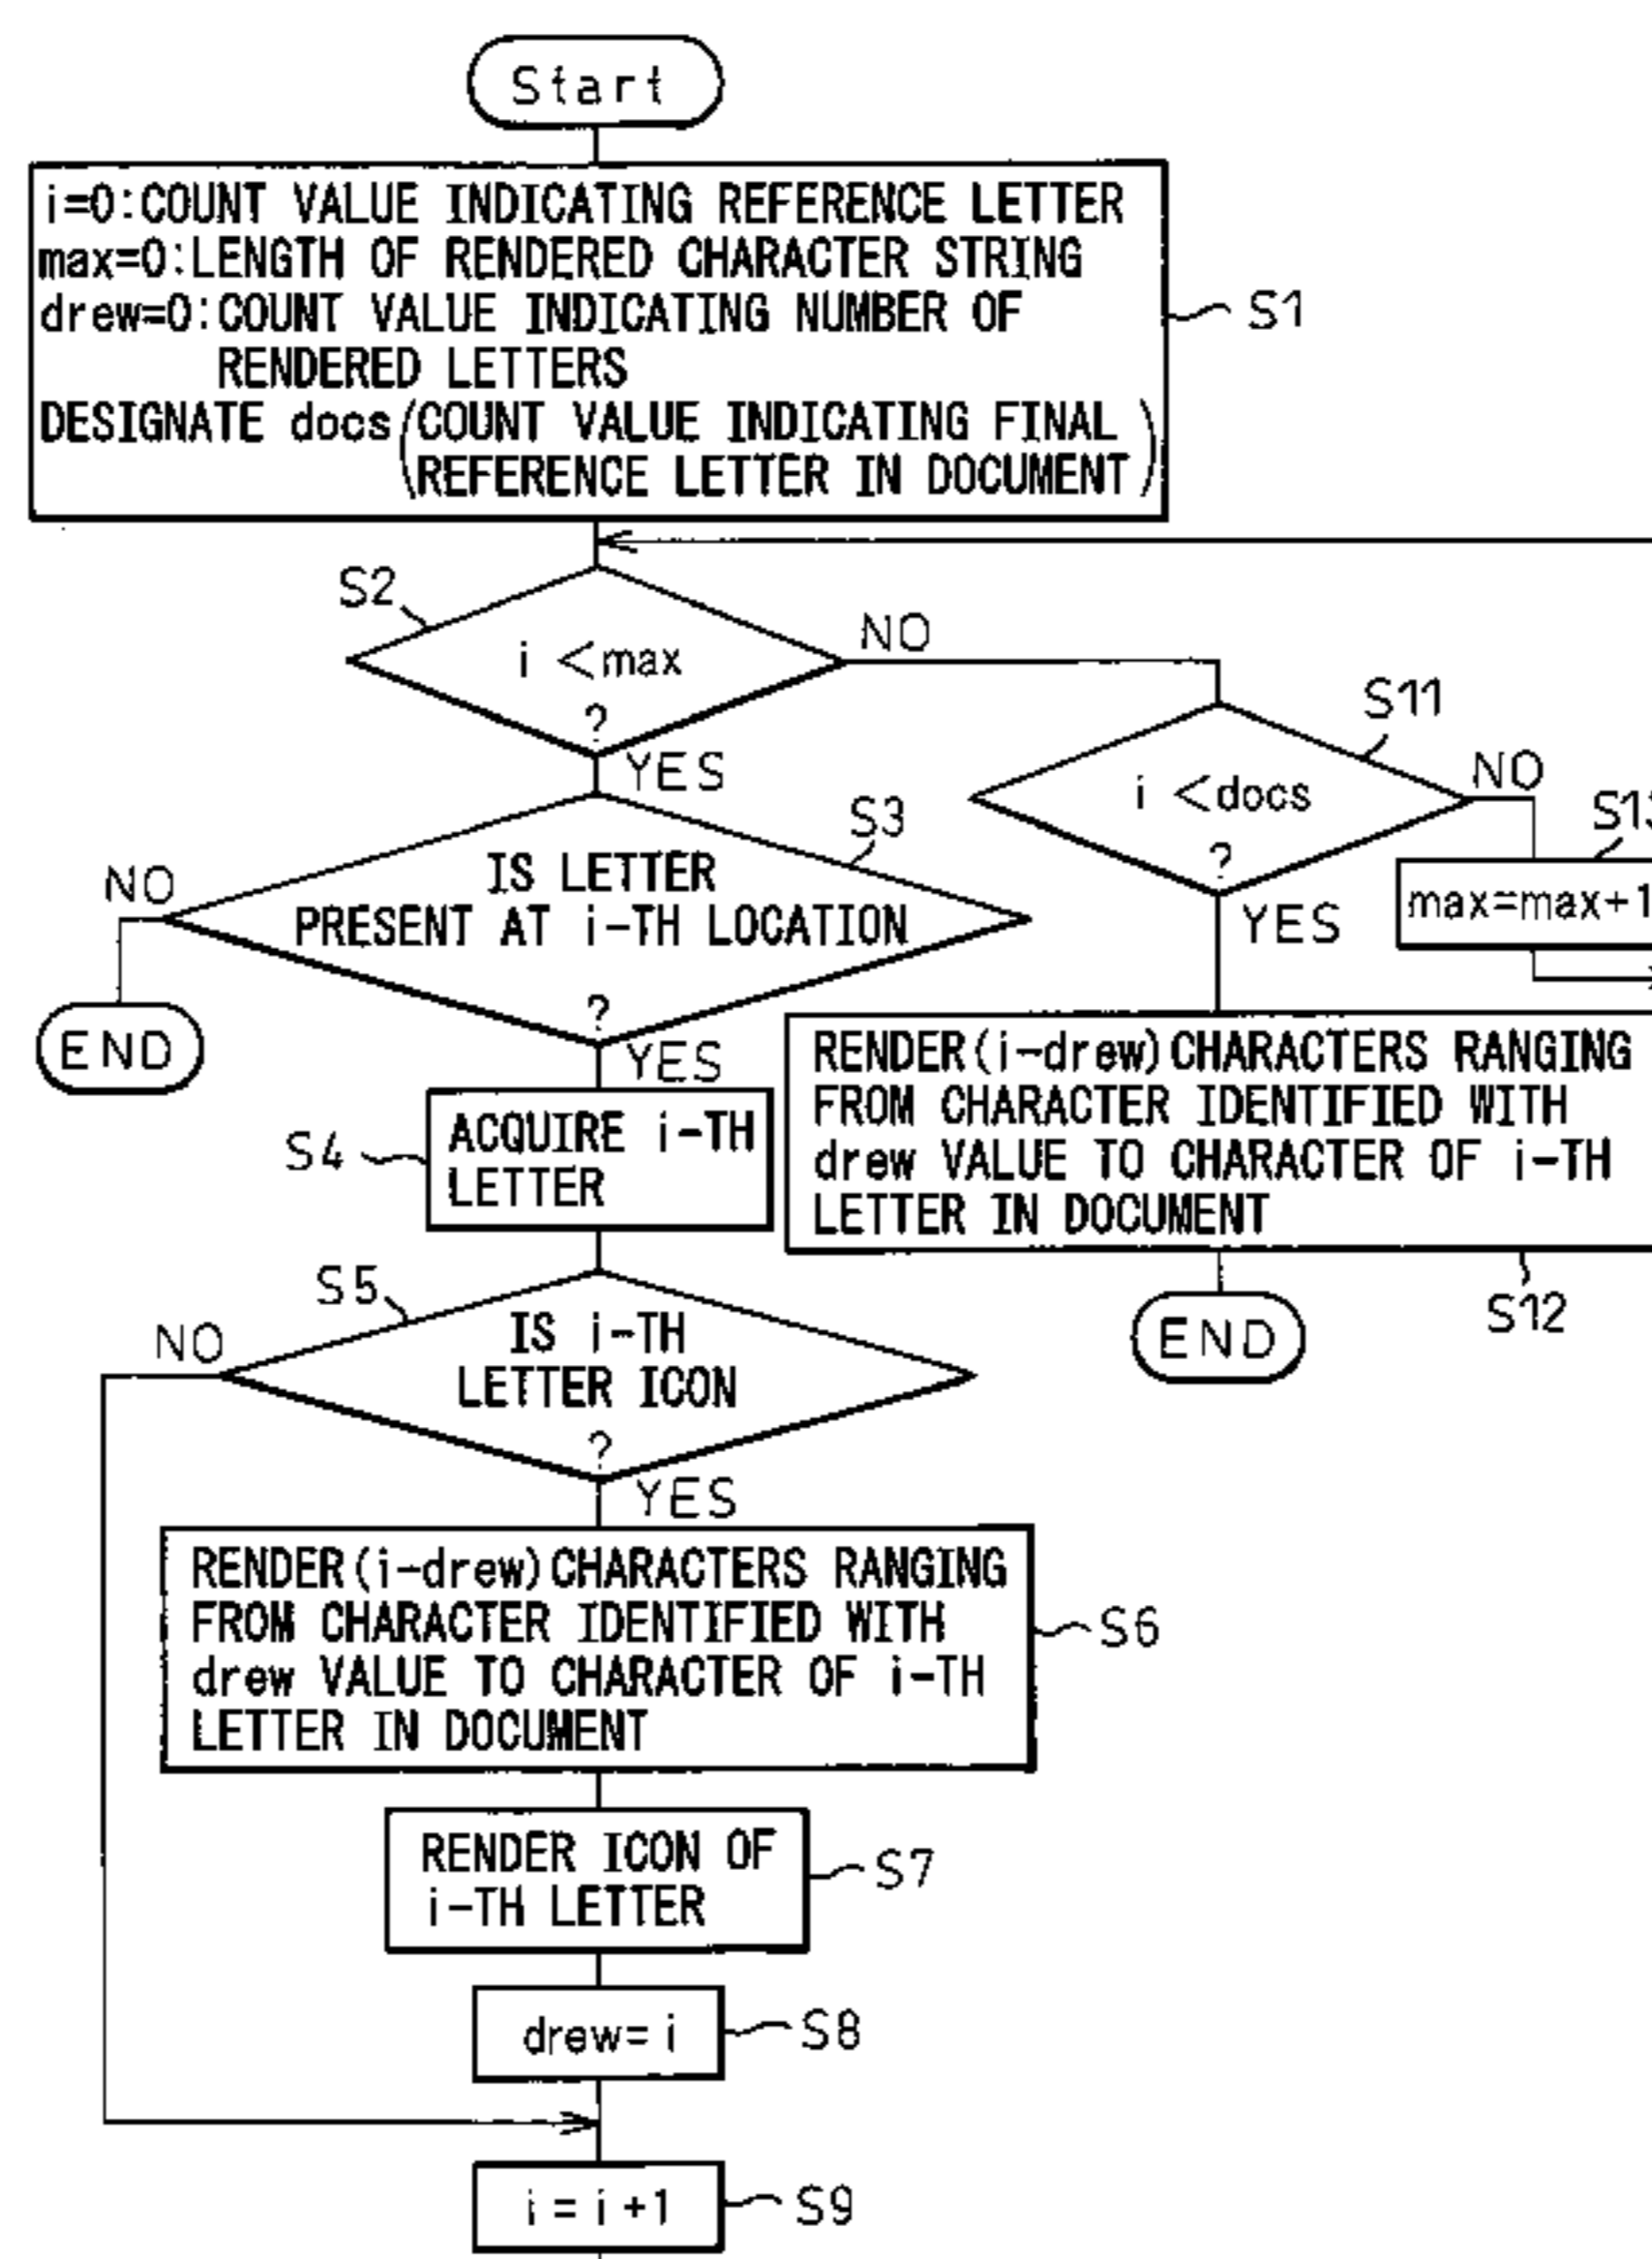 Start
i=0:COUNT VALUE INDICATING REFERENCE LETTER
max=0:LENGTH OF RENDERED CHARACTER STRING
drew=0:COUNT VALUE INDICATING NUMBER OF
RENDERED LETTERS
DESIGNATE docs(COUNT VALUE INDICATING FINAL
REFERENCE LETTER IN DOCUMENT)
S1
S2
i <max
?
NO
YES
S11
i <docs
?
NO
YES
S13
max=max+1
S3
IS LETTER
PRESENT AT i-TH LOCATION
?
NO
YES
END
S4
ACQUIRE i-TH
LETTER
RENDER(i-drew)CHARACTERS RANGING
FROM CHARACTER IDENTIFIED WITH
drew VALUE TO CHARACTER OF i-TH
LETTER IN DOCUMENT
S12
END
S5
IS i-TH
LETTER ICON
?
NO
YES
RENDER(i-drew)CHARACTERS RANGING
FROM CHARACTER IDENTIFIED WITH
drew VALUE TO CHARACTER OF i-TH
LETTER IN DOCUMENT
S6
RENDER ICON OF
i-TH LETTER
S7
drew= i
S8
i = i +1
S9